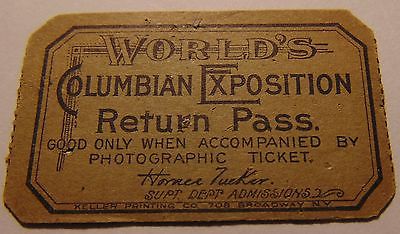 WORLD'S
COLUMBIAN EXPOSITION
Return Pass.
GOOD ONLY WHEN ACCOMPANIED BY
PHOTOGRAPHIC TICKET.
Horace Tucker.
SUPT. DEPT. ADMISSIONS.
KELLER PRINTING CO. 708 BROADWAY N.Y.